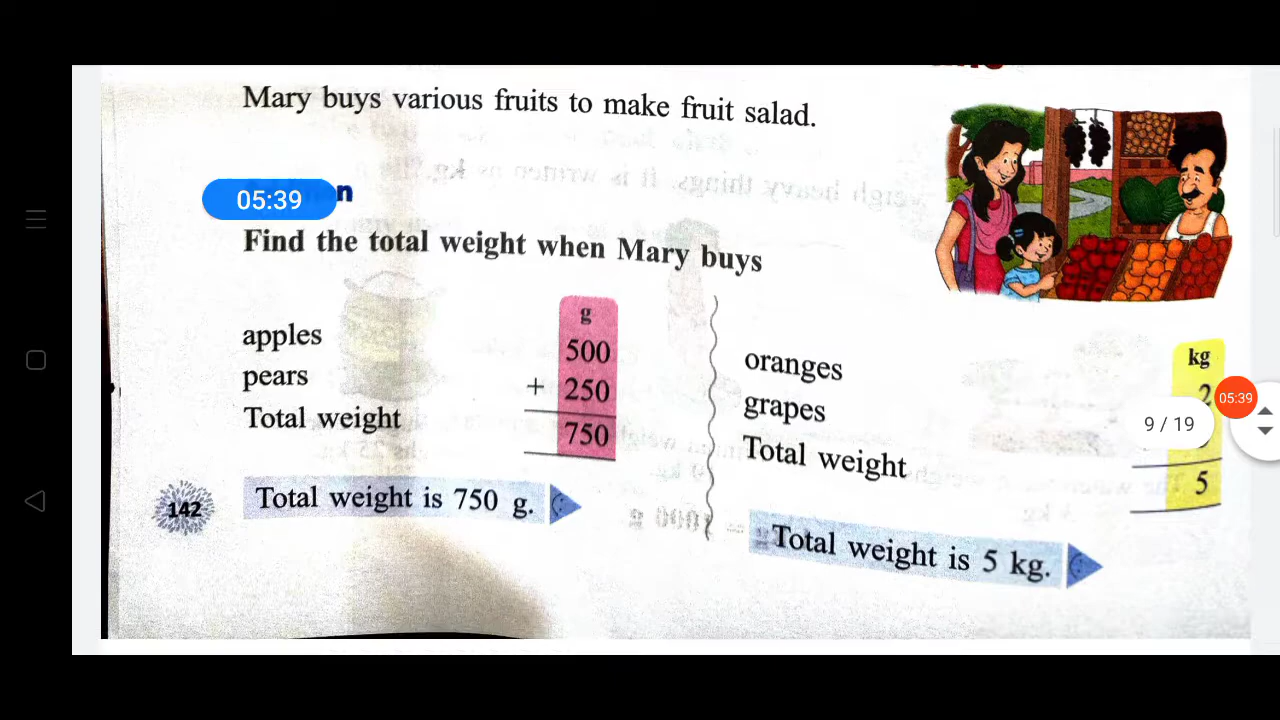 Mary buys various fruits to make fruit salad.
05:39
Find the total weight when Mary buys
g
apples 500
pears + 250
Total weight 750
Total weight is 750 g.
142
kg
oranges 2
grapes
Total weight 5
Total weight is 5 kg.
05:39
9 / 19